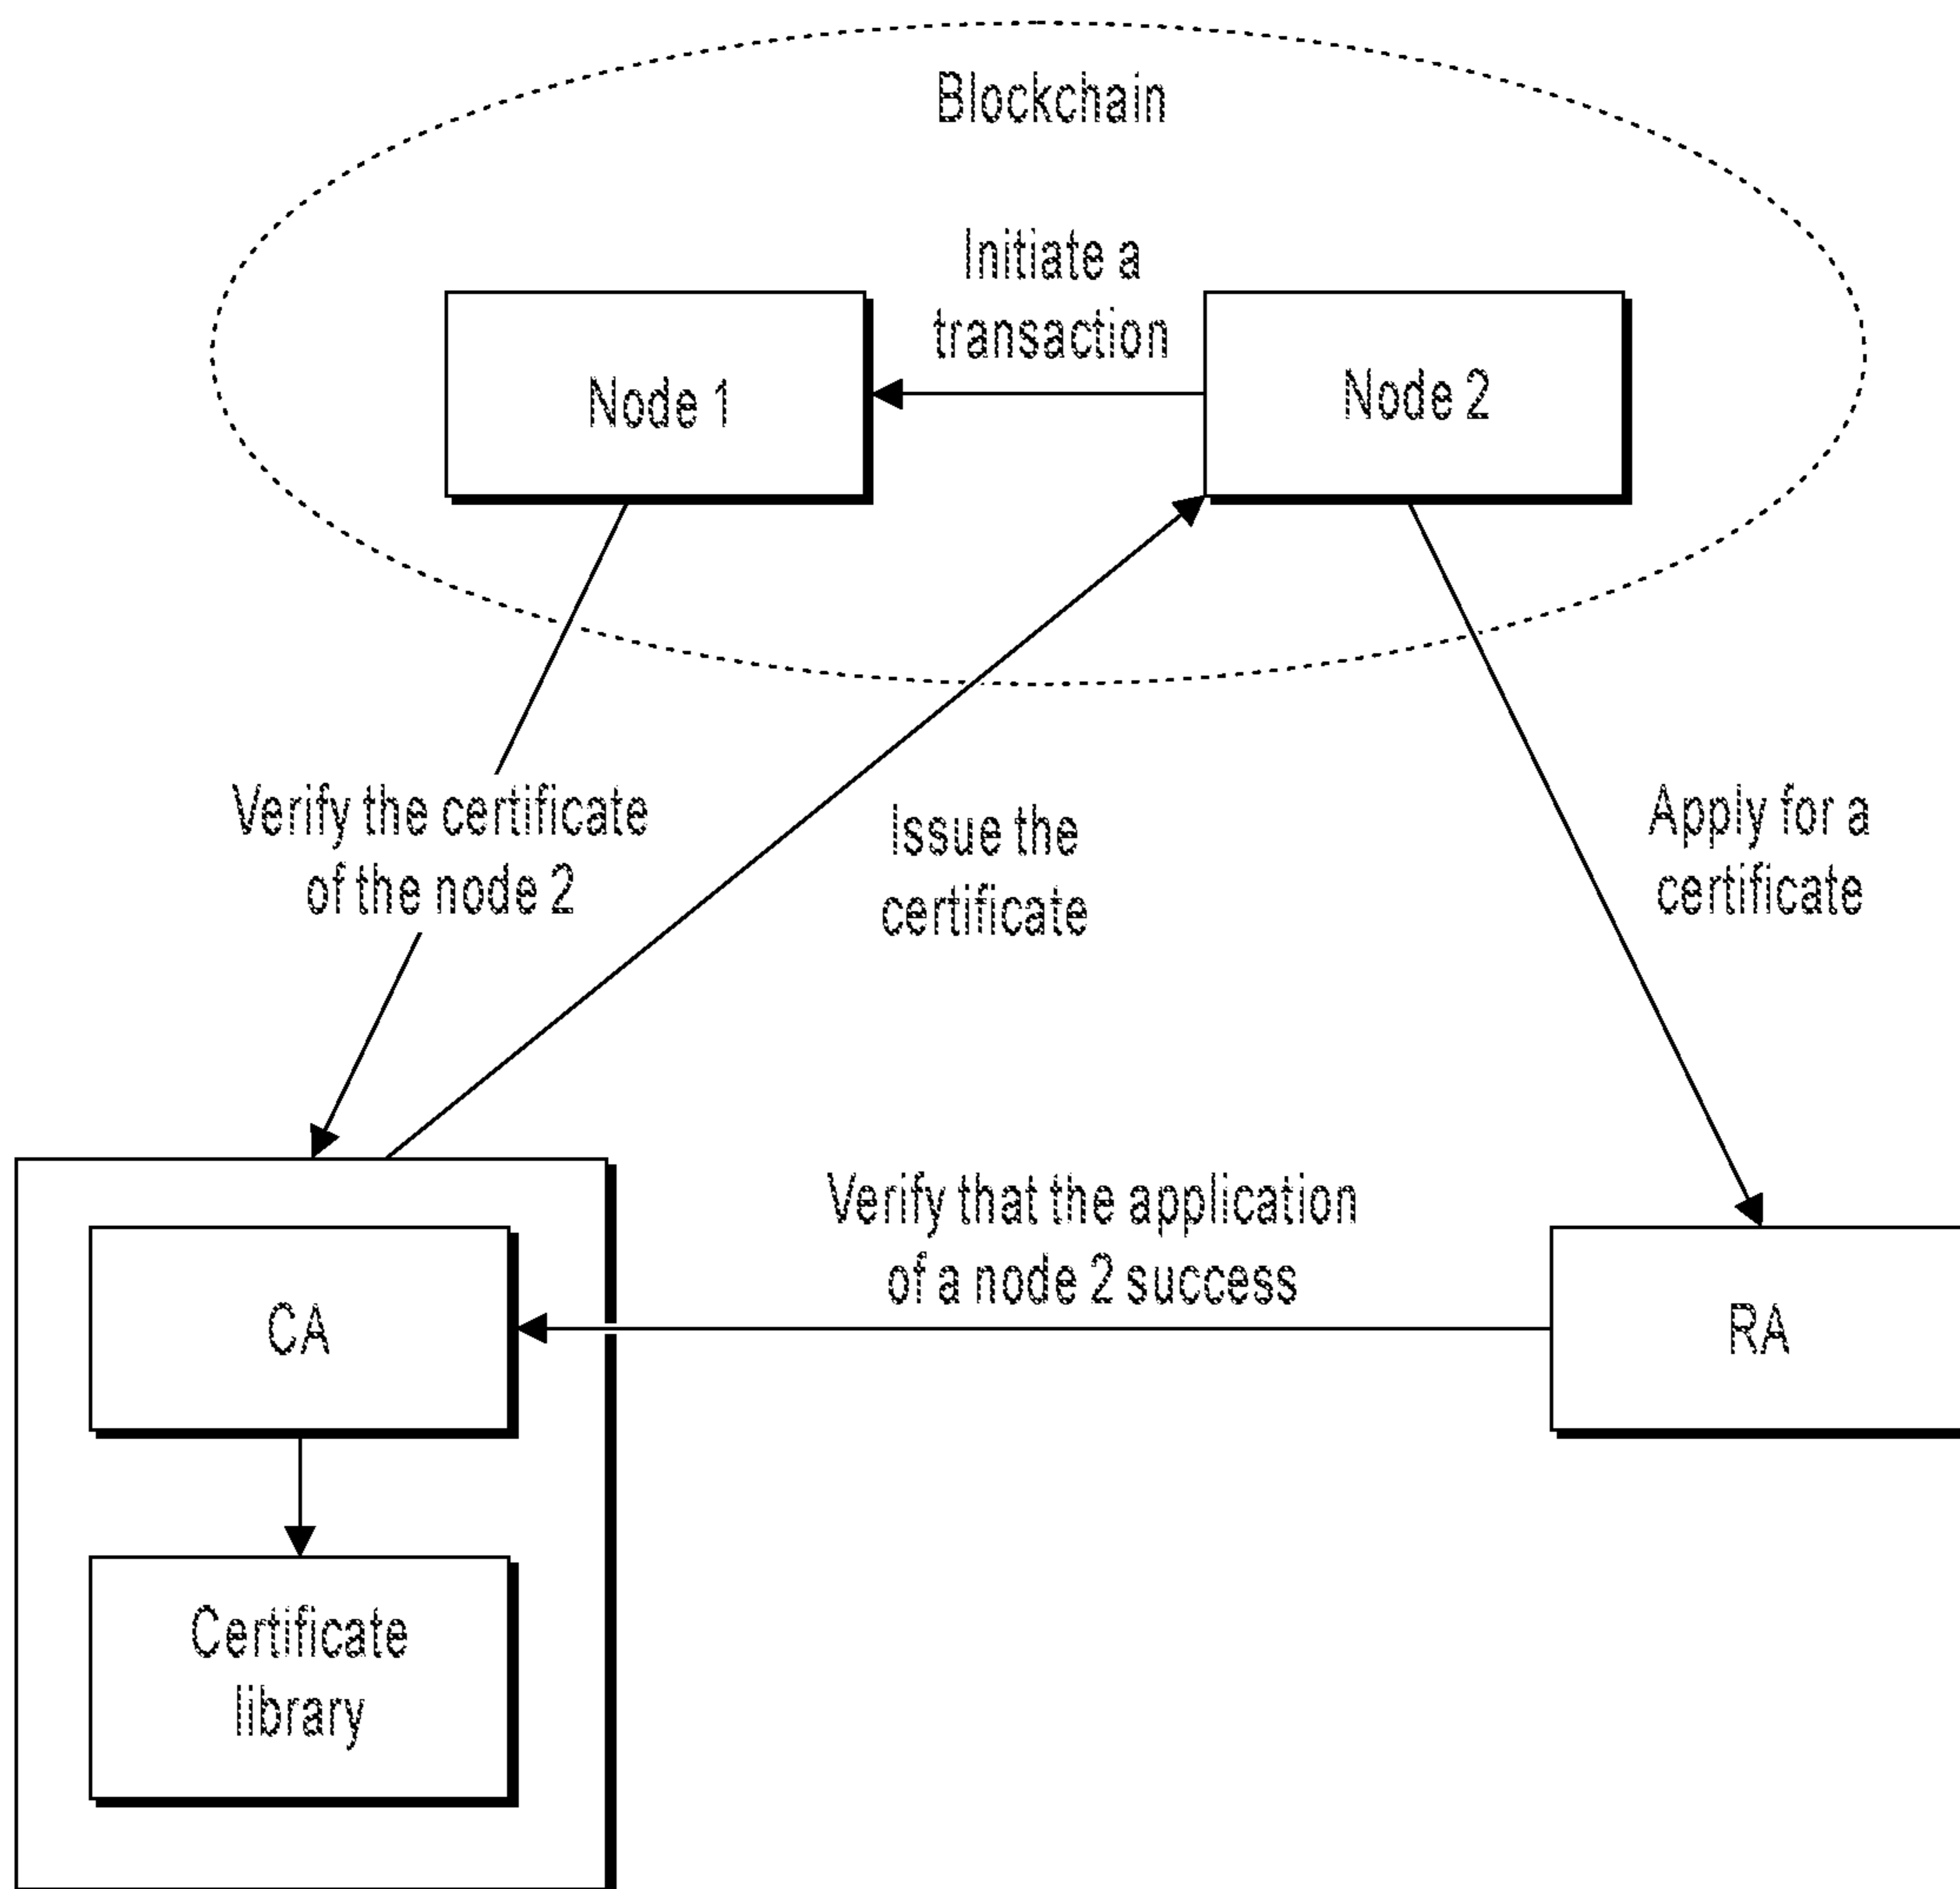 Blockchain
Initiate a
transaction
Node 1
Node 2
Verify the certificate
of the node 2
Issue the
certificate
Apply for a
certificate
Verify that the application
of a node 2 success
CA
RA
Certificate
library